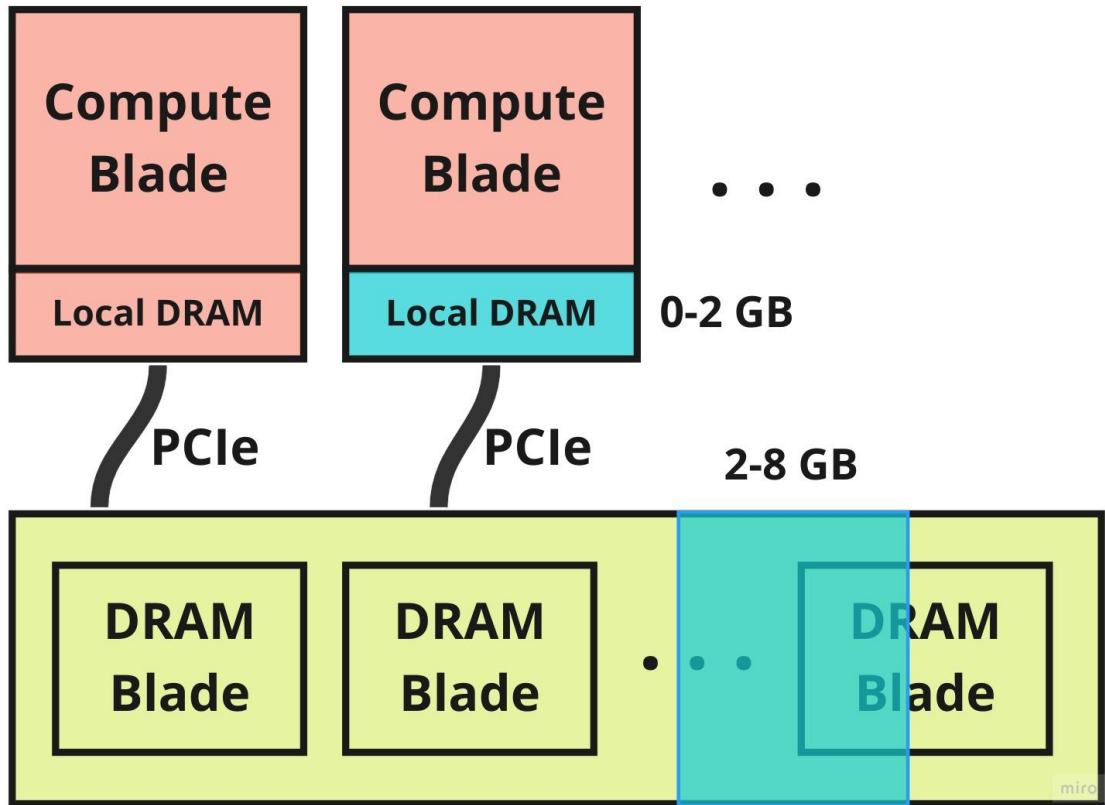 Compute
Blade
Compute
Blade
. . .
Local DRAM
Local DRAM
0-2 GB
PCIe
PCIe
2-8 GB
DRAM
Blade
DRAM
Blade
. . .
DRAM
Blade
miro